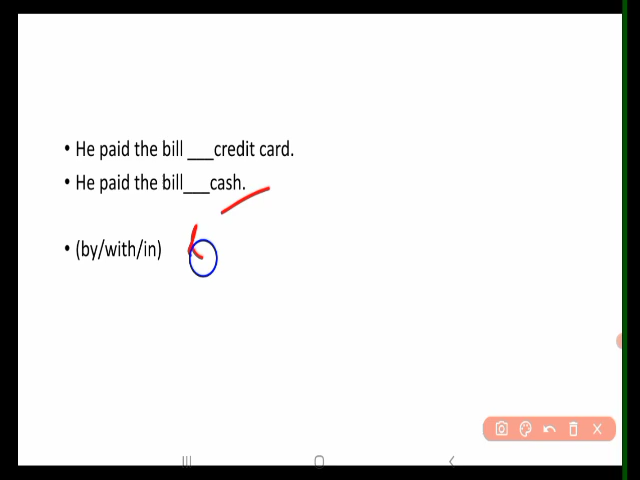 • He paid the bill ___credit card.
• He paid the bill___cash.
• (by/with/in)